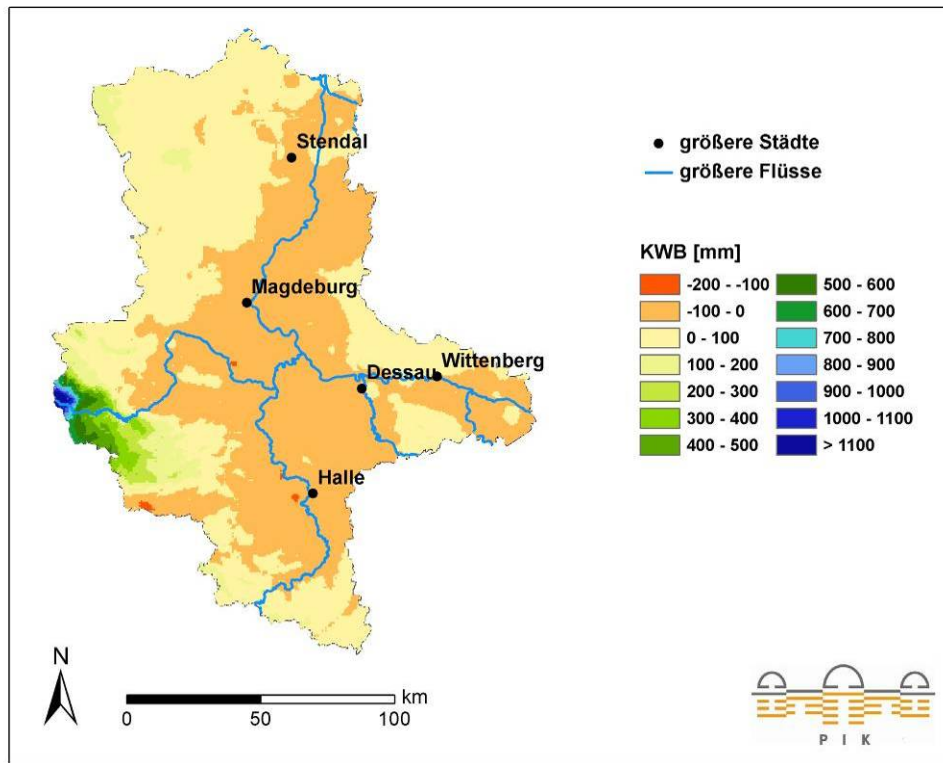 Stendal
Magdeburg
Dessau
Wittenberg
Halle
größere Städte
größere Flüsse
KWB [mm]
-200 - -100
-100 - 0
0 - 100
100 - 200
200 - 300
300 - 400
400 - 500
500 - 600
600 - 700
700 - 800
800 - 900
900 - 1000
1000 - 1100
> 1100
N
km
0 50 100
P I K